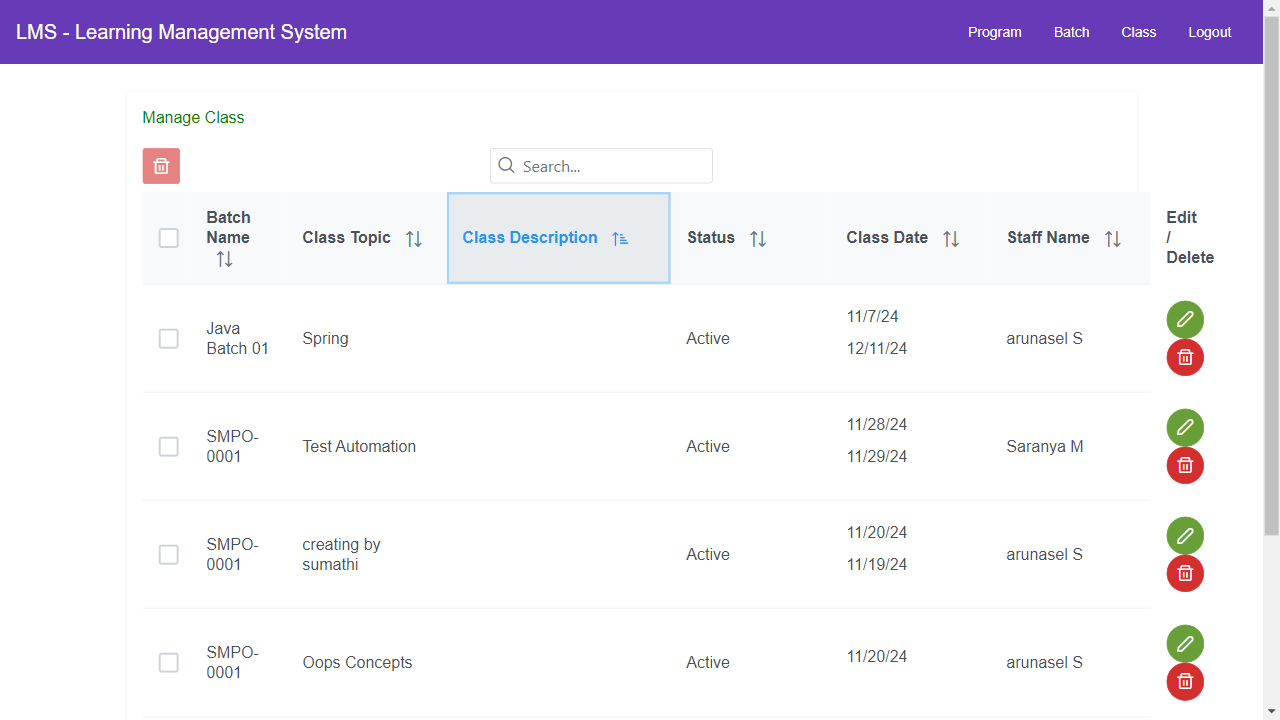 LMS - Learning Management System
Program
Batch
Class
Logout
Manage Class
Search...
Batch
Name
Class Topic
Class Description
Status
Class Date
Staff Name
Edit
/
Delete
Java
Batch 01
Spring
Active
11/7/24
12/11/24
arunasel S
SMPO-
0001
Test Automation
Active
11/28/24
11/29/24
Saranya M
SMPO-
0001
creating by
sumathi
Active
11/20/24
11/19/24
arunasel S
SMPO-
0001
Oops Concepts
Active
11/20/24
arunasel S